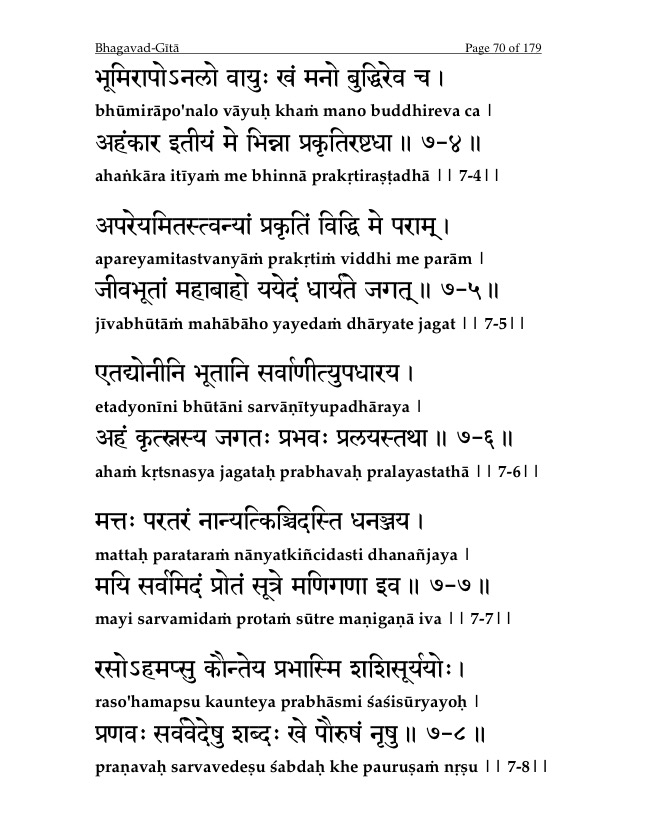 Bhagavad-Gītā Page 70 of 179
भूमिरापोऽनलो वायुः खं मनो बुद्धिरेव च ।
bhūmirāpo'nalo vāyuḥ khaṁ mano buddhireva ca |
अहंकार इतीयं मे भिन्ना प्रकृतिरष्टधा ॥ ७-४ ॥
ahaṅkāra itīyaṁ me bhinnā prakṛtiraṣṭadhā || 7-4||
अपरेयमितस्त्वन्यां प्रकृतिं विद्धि मे पराम् ।
apareyamitastvanyāṁ prakṛtiṁ viddhi me parām |
जीवभूतां महाबाहो ययेदं धार्यते जगत् ॥ ७-५ ॥
jīvabhūtāṁ mahābāho yayedaṁ dhāryate jagat || 7-5||
एतद्योनीनि भूतानि सर्वाणीत्युपधारय ।
etadyonīni bhūtāni sarvāṇītyupadhāraya |
अहं कृत्स्नस्य जगतः प्रभवः प्रलयस्तथा ॥ ७-६ ॥
ahaṁ kṛtsnasya jagataḥ prabhavaḥ pralayastathā || 7-6||
मत्तः परतरं नान्यत्किञ्चिदस्ति धनञ्जय ।
mattaḥ parataraṁ nānyatkiñcidasti dhanañjaya |
मयि सर्वमिदं प्रोतं सूत्रे मणिगणा इव ॥ ७-७ ॥
mayi sarvamidaṁ protaṁ sūtre maṇigaṇā iva || 7-7||
रसोऽहमप्सु कौन्तेय प्रभास्मि शशिसूर्ययोः ।
raso'hamapsu kaunteya prabhāsmi śaśisūryayoḥ |
प्रणवः सर्ववेदेषु शब्दः खे पौरुषं नृषु ॥ ७-८ ॥
praṇavaḥ sarvavedeṣu śabdaḥ khe pauruṣaṁ nṛṣu || 7-8||